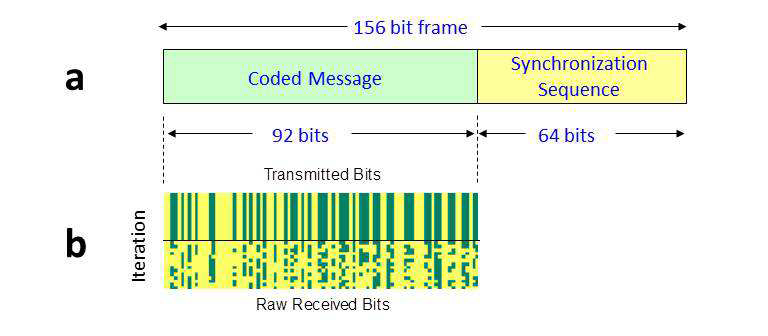 156 bit frame
a
Coded Message
Synchronization
Sequence
92 bits
64 bits
Transmitted Bits
b
Iteration
Raw Received Bits